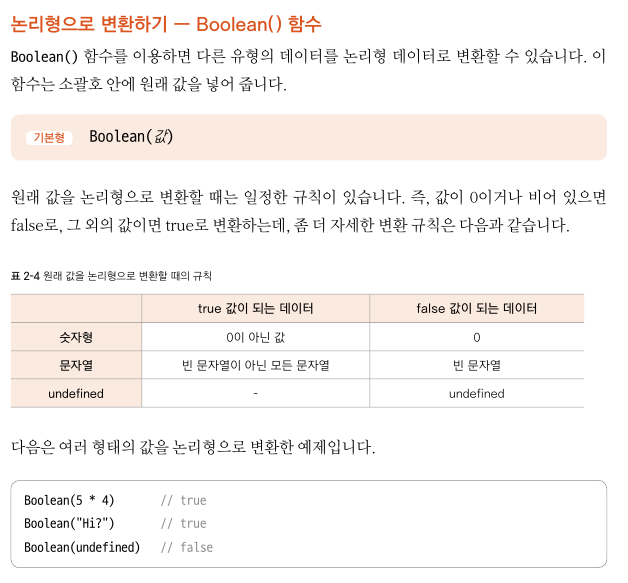 논리형으로 변환하기 — Boolean() 함수
Boolean() 함수를 이용하면 다른 유형의 데이터를 논리형 데이터로 변환할 수 있습니다. 이
함수는 소괄호 안에 원래 값을 넣어 줍니다.
기본형 Boolean(값)
원래 값을 논리형으로 변환할 때는 일정한 규칙이 있습니다. 즉, 값이 0이거나 비어 있으면
false로, 그 외의 값이면 true로 변환하는데, 좀 더 자세한 변환 규칙은 다음과 같습니다.
표 2-4 원래 값을 논리형으로 변환할 때의 규칙
true 값이 되는 데이터 false 값이 되는 데이터
숫자형 0이 아닌 값 0
문자열 빈 문자열이 아닌 모든 문자열 빈 문자열
undefined - undefined
다음은 여러 형태의 값을 논리형으로 변환한 예제입니다.
Boolean(5 * 4) // true
Boolean("Hi?") // true
Boolean(undefined) // false